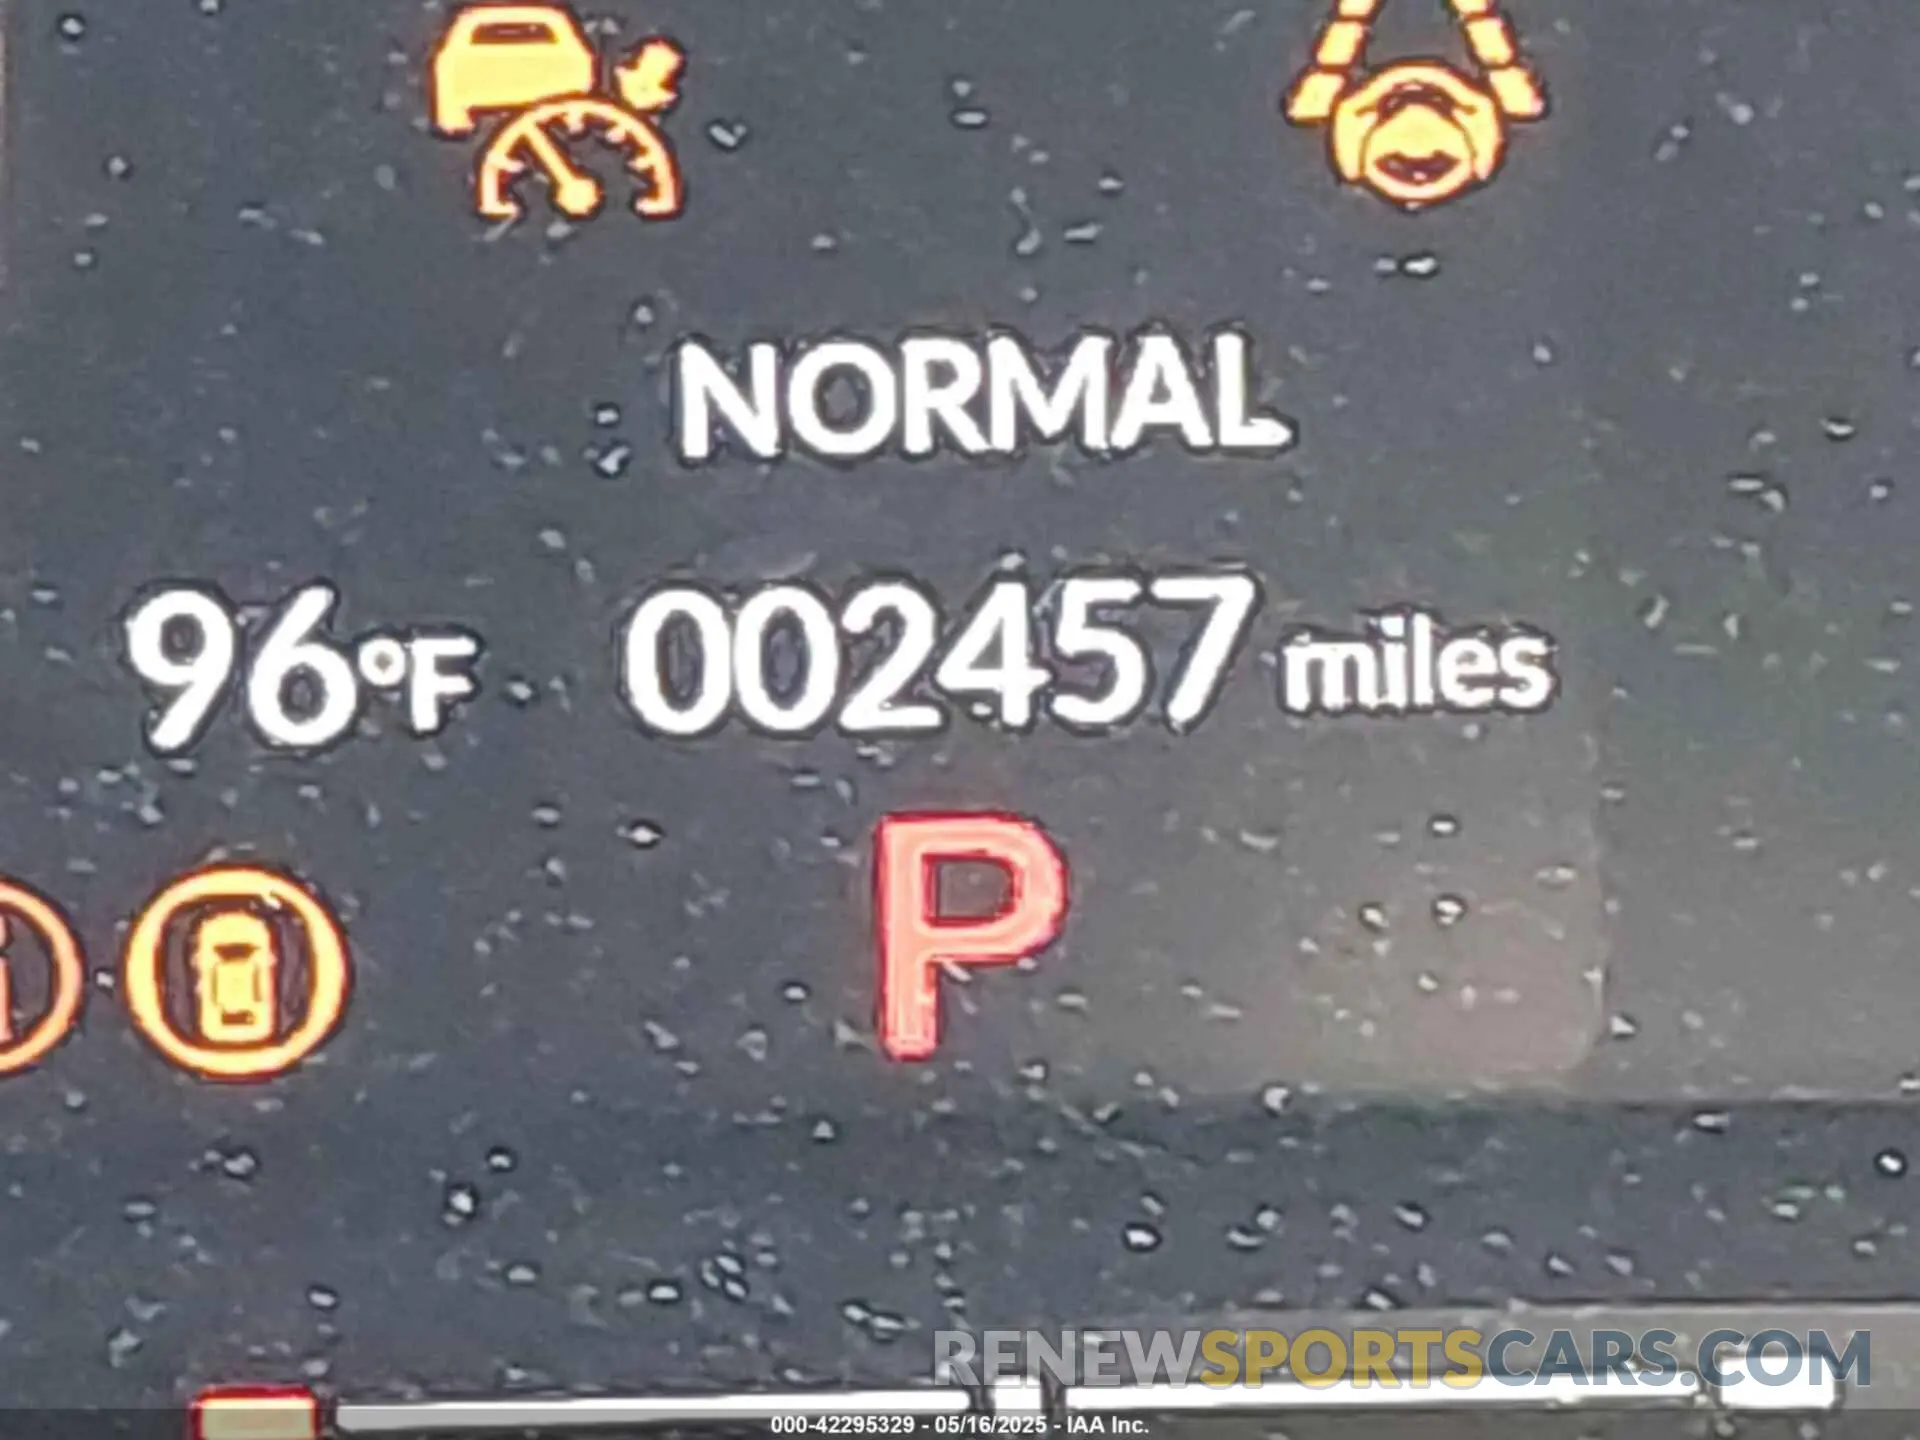 NORMAL
96°F 002457 miles
P
i
RENEWSPORTSCARS.COM
000-42295329 - 05/16/2025 - IAA Inc.